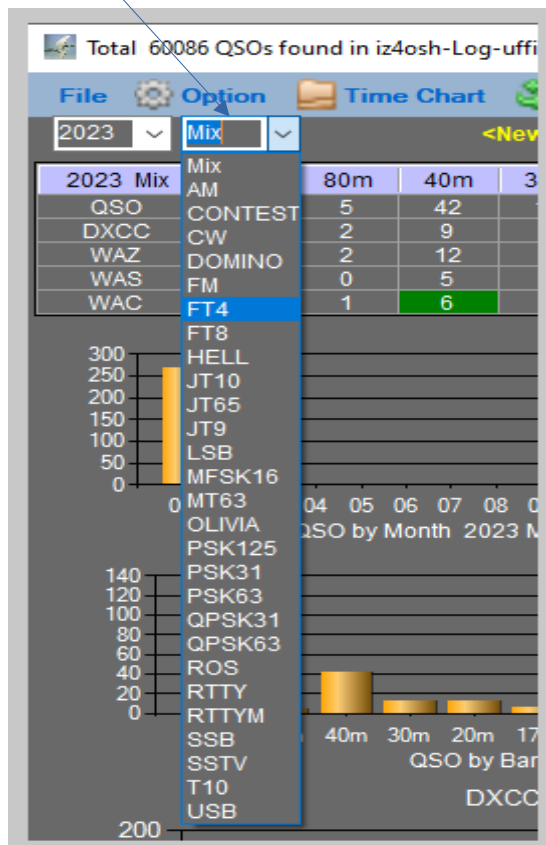 Total 60086 QSOs found in iz4osh-Log-uffi
File Option Time Chart
2023 Mix <New
2023 Mix 80m 40m 3
QSO 5 42
DXCC 2 9
WAZ 2 12
WAS 0 5
WAC 1 6
Mix
AM
CONTEST
CW
DOMINO
FM
FT4
FT8
HELL
JT10
JT65
JT9
LSB
MFSK16
MT63
OLIVIA
PSK125
PSK31
PSK63
QPSK31
QPSK63
ROS
RTTY
RTTYM
SSB
SSTV
T10
USB
300
250
200
150
100
50
0
0 04 05 06 07 08 0
QSO by Month 2023 M
140
120
100
80
60
40
20
0
40m 30m 20m 17
QSO by Ban
DXCC
200